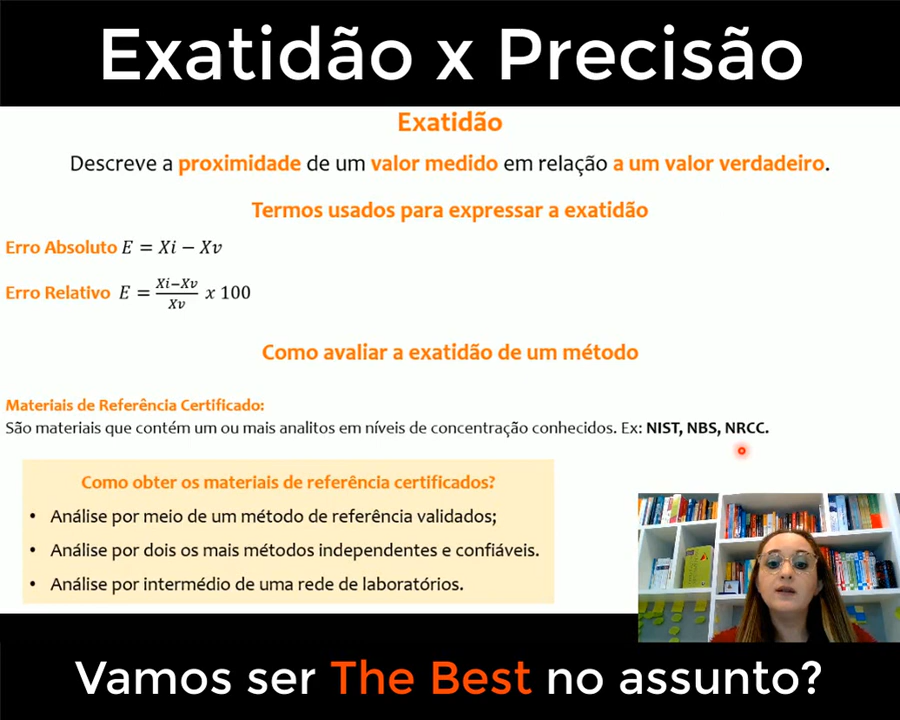 Exatidão x Precisão
Exatidão
Descreve a proximidade de um valor medido em relação a um valor verdadeiro.
Termos usados para expressar a exatidão
Erro Absoluto E = Xi − Xv
Erro Relativo E = Xi−Xv / Xv x 100
Como avaliar a exatidão de um método
Materiais de Referência Certificado:
São materiais que contém um ou mais analitos em níveis de concentração conhecidos. Ex: NIST, NBS, NRCC.
Como obter os materiais de referência certificados?
• Análise por meio de um método de referência validados;
• Análise por dois os mais métodos independentes e confiáveis.
• Análise por intermédio de uma rede de laboratórios.
Vamos ser The Best no assunto?